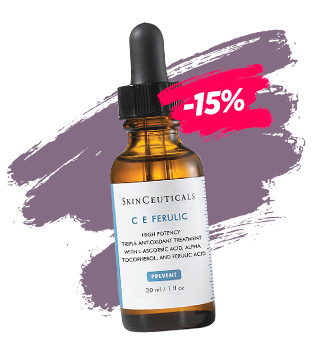 -15%
SKINCEUTICALS
C E FERULIC
HIGH POTENCY
TRIPLE ANTIOXIDANT TREATMENT
WITH L-ASCORBIC ACID, ALPHA
TOCOPHEROL, AND FERULIC ACID
PREVENT
30 ml / 1 fl oz